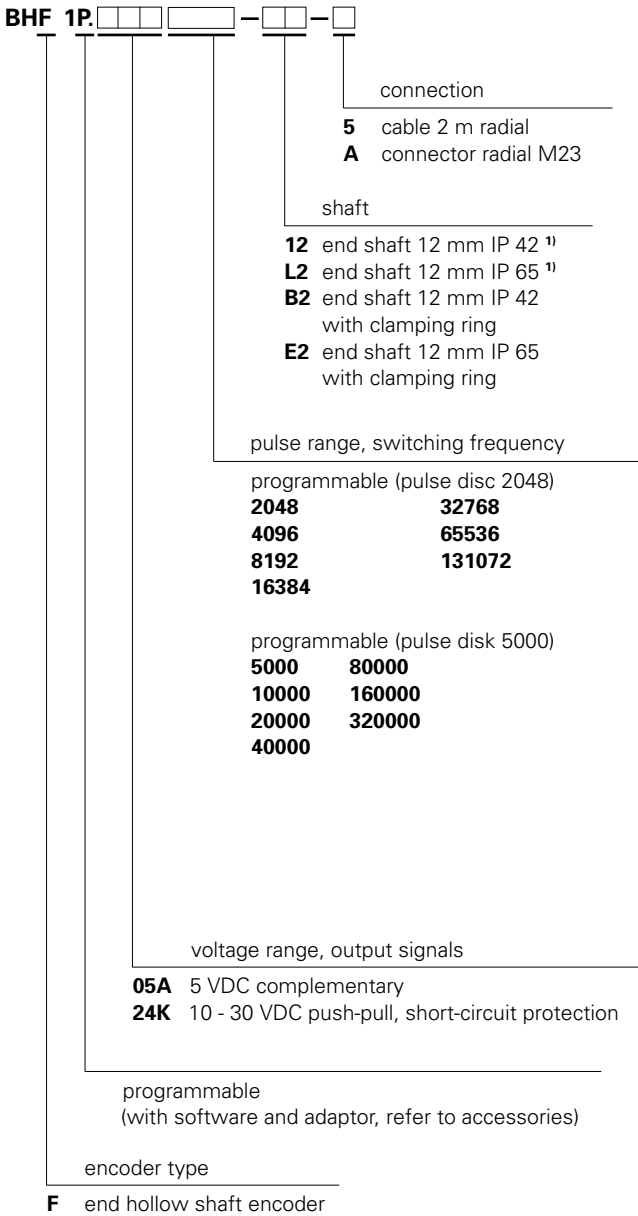 BHF 1P. – –
connection
5 cable 2 m radial
A connector radial M23
shaft
12 end shaft 12 mm IP 42 1)
L2 end shaft 12 mm IP 65 1)
B2 end shaft 12 mm IP 42
with clamping ring
E2 end shaft 12 mm IP 65
with clamping ring
pulse range, switching frequency
programmable (pulse disc 2048)
2048 32768
4096 65536
8192 131072
16384
programmable (pulse disk 5000)
5000 80000
10000 160000
20000 320000
40000
voltage range, output signals
05A 5 VDC complementary
24K 10 - 30 VDC push-pull, short-circuit protection
programmable
(with software and adaptor, refer to accessories)
encoder type
F end hollow shaft encoder